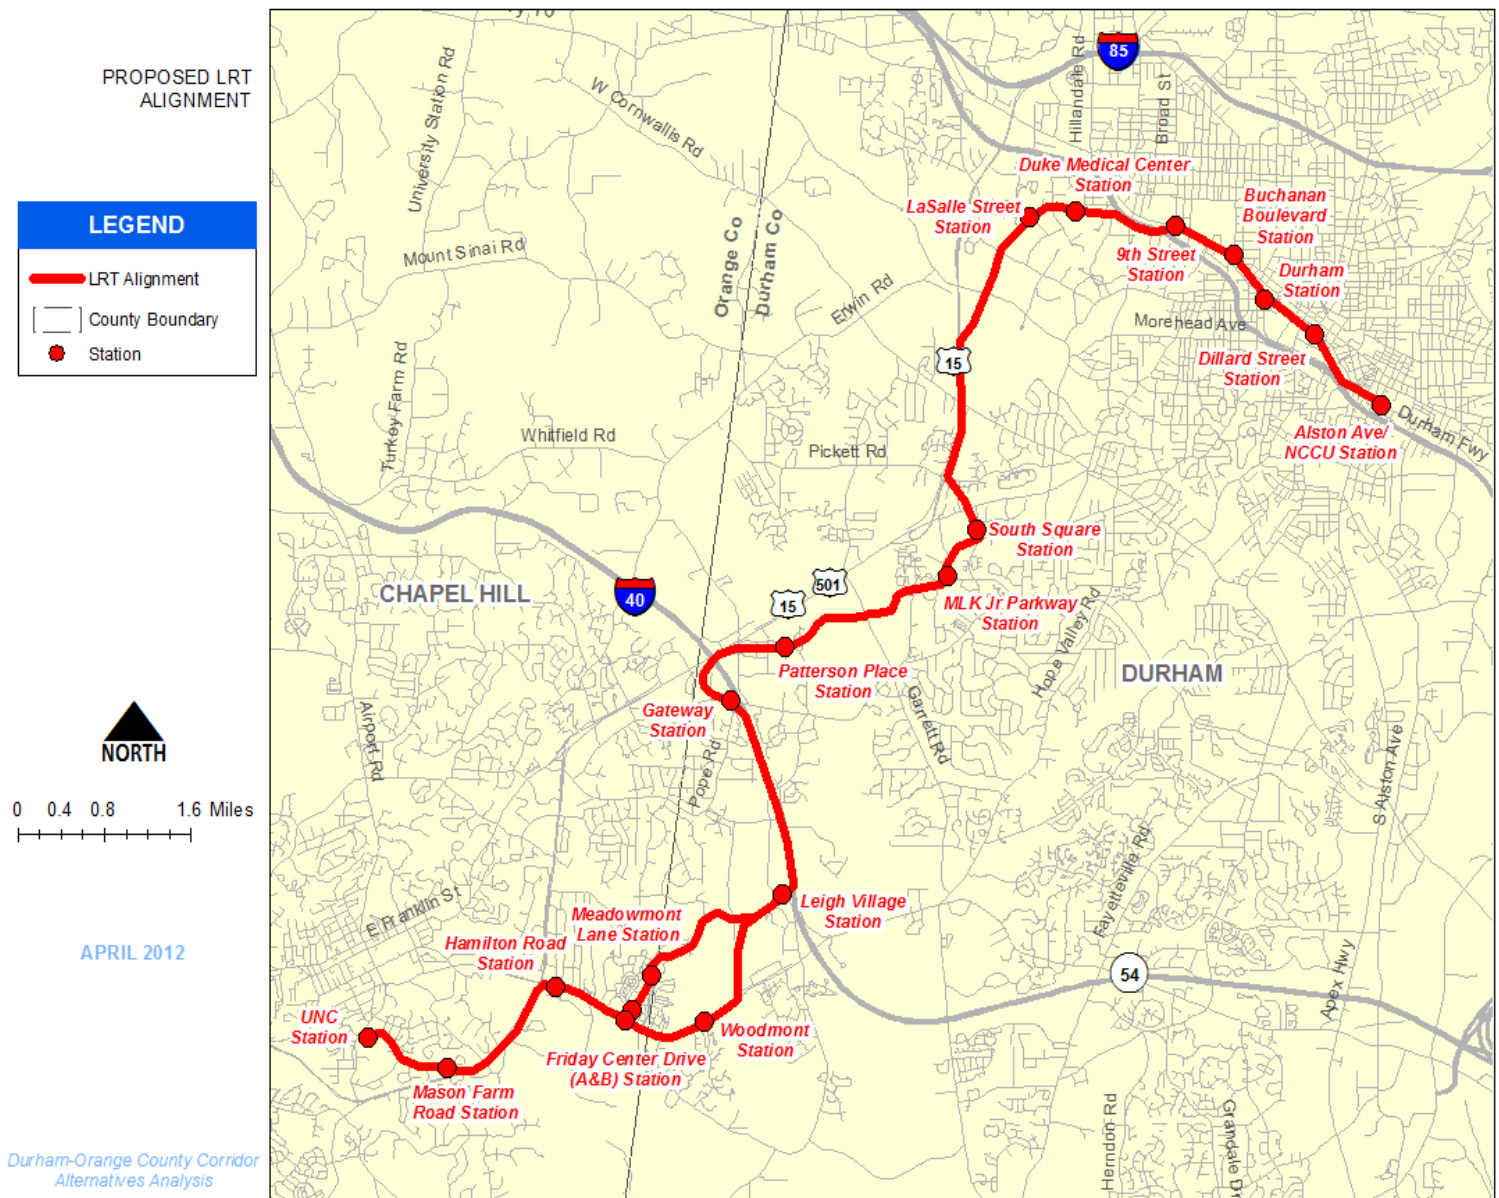 PROPOSED LRT
ALIGNMENT
LEGEND
LRT Alignment
County Boundary
Station
NORTH
0 0.4 0.8 1.6 Miles
APRIL 2012
Durham-Orange County Corridor
Alternatives Analysis
University Station Rd
W Cornwallis Rd
Hillandale Rd
85
Broad St
Duke Medical Center
Station
LaSalle Street
Station
Buchanan
Boulevard
Station
9th Street
Station
Durham
Station
Mount Sinai Rd
Orange Co
Durham Co
Erwin Rd
Morehead Ave
Dillard Street
Station
15
Turkey Farm Rd
Whitfield Rd
Pickett Rd
Alston Ave/
NCCU Station
Durham Fwy
South Square
Station
CHAPEL HILL
40
15
501
MLK Jr Parkway
Station
Hope Valley Rd
DURHAM
Patterson Place
Station
Gateway
Station
Garrett Rd
Airport Rd
Pope Rd
S Alston Ave
Fayetteville Rd
E Franklin St
Leigh Village
Station
Meadowmont
Lane Station
Hamilton Road
Station
54
Apex Hwy
UNC
Station
Woodmont
Station
Friday Center Drive
(A&B) Station
Mason Farm
Road Station
Herndon Rd
Grandale Dr